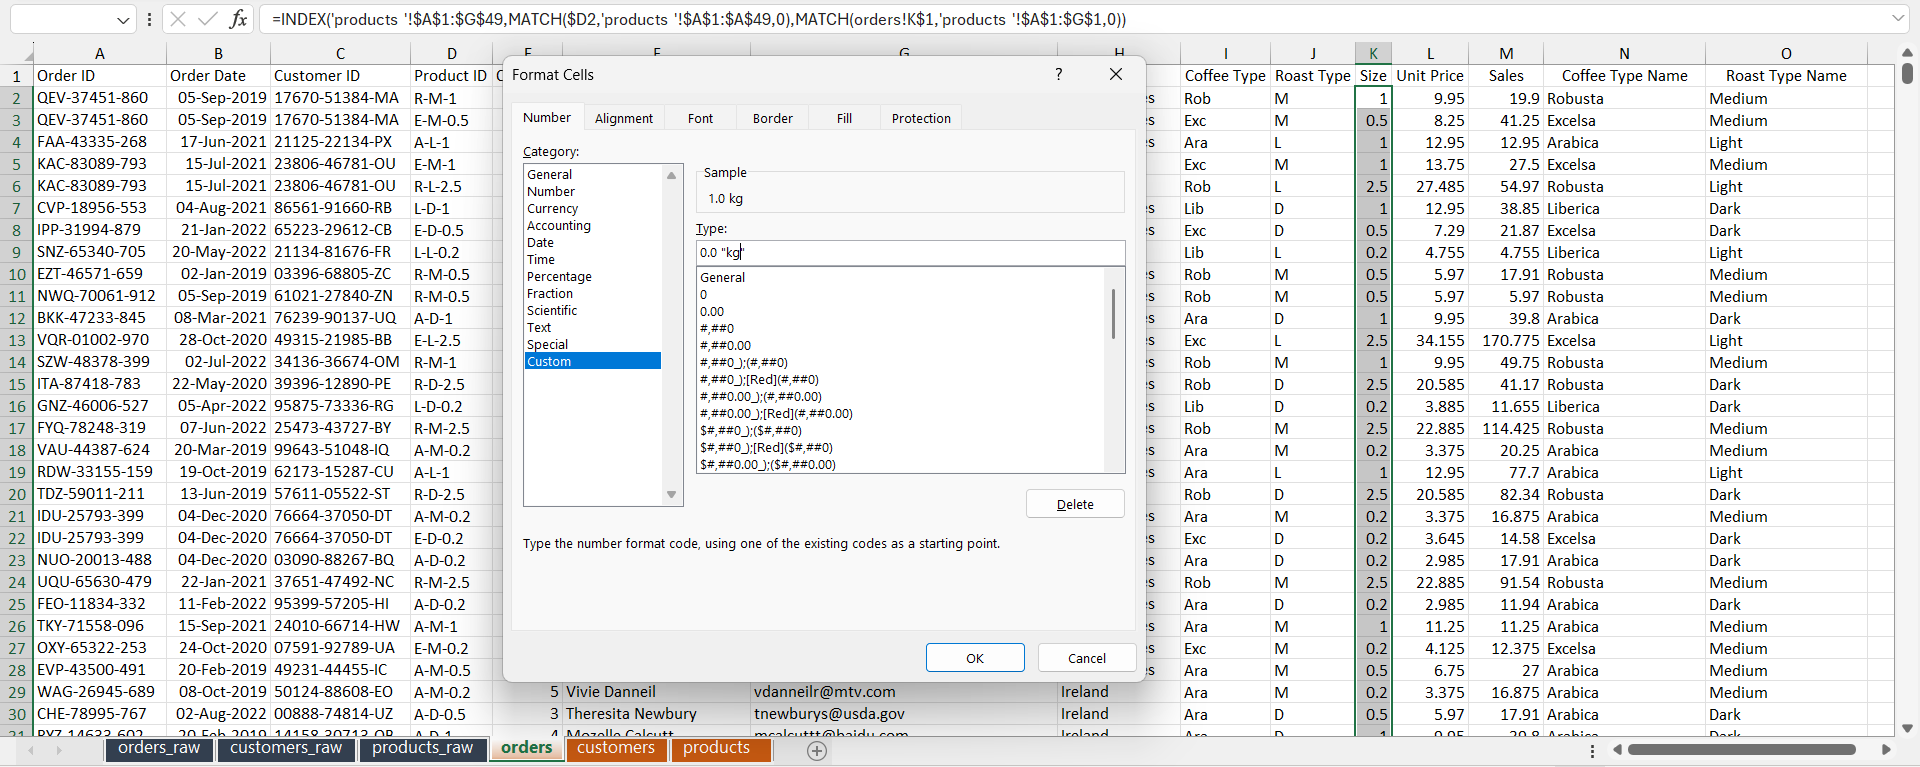 =INDEX('products '!$A$1:$G$49,MATCH($D2,'products '!$A$1:$A$49,0),MATCH(orders!K$1,'products '!$A$1:$G$1,0))
A B C D H I J K L M N O
1 Order ID Order Date Customer ID Product ID Coffee Type Roast Type Size Unit Price Sales Coffee Type Name Roast Type Name
2 QEV-37451-860 05-Sep-2019 17670-51384-MA R-M-1 Rob M 1 9.95 19.9 Robusta Medium
3 QEV-37451-860 05-Sep-2019 17670-51384-MA E-M-0.5 Exc M 0.5 8.25 41.25 Excelsa Medium
4 FAA-43335-268 17-Jun-2021 21125-22134-PX A-L-1 Ara L 1 12.95 12.95 Arabica Light
5 KAC-83089-793 15-Jul-2021 23806-46781-OU E-M-1 Exc M 1 13.75 27.5 Excelsa Medium
6 KAC-83089-793 15-Jul-2021 23806-46781-OU R-L-2.5 Rob L 2.5 27.485 54.97 Robusta Light
7 CVP-18956-553 04-Aug-2021 86561-91660-RB L-D-1 Lib D 1 12.95 38.85 Liberica Dark
8 IPP-31994-879 21-Jan-2022 65223-29612-CB E-D-0.5 Exc D 0.5 7.29 21.87 Excelsa Dark
9 SNZ-65340-705 20-May-2022 21134-81676-FR L-L-0.2 Lib L 0.2 4.755 4.755 Liberica Light
10 EZT-46571-659 02-Jan-2019 03396-68805-ZC R-M-0.5 Rob M 0.5 5.97 17.91 Robusta Medium
11 NWQ-70061-912 05-Sep-2019 61021-27840-ZN R-M-0.5 Rob M 0.5 5.97 5.97 Robusta Medium
12 BKK-47233-845 08-Mar-2021 76239-90137-UQ A-D-1 Ara D 1 9.95 39.8 Arabica Dark
13 VQR-01002-970 28-Oct-2020 49315-21985-BB E-L-2.5 Exc L 2.5 34.155 170.775 Excelsa Light
14 SZW-48378-399 02-Jul-2022 34136-36674-OM R-M-1 Rob M 1 9.95 49.75 Robusta Medium
15 ITA-87418-783 22-May-2020 39396-12890-PE R-D-2.5 Rob D 2.5 20.585 41.17 Robusta Dark
16 GNZ-46006-527 05-Apr-2022 95875-73336-RG L-D-0.2 Lib D 0.2 3.885 11.655 Liberica Dark
17 FYQ-78248-319 07-Jun-2022 25473-43727-BY R-M-2.5 Rob M 2.5 22.885 114.425 Robusta Medium
18 VAU-44387-624 20-Mar-2019 99643-51048-IQ A-M-0.2 Ara M 0.2 3.375 20.25 Arabica Medium
19 RDW-33155-159 19-Oct-2019 62173-15287-CU A-L-1 Ara L 1 12.95 77.7 Arabica Light
20 TDZ-59011-211 13-Jun-2019 57611-05522-ST R-D-2.5 Rob D 2.5 20.585 82.34 Robusta Dark
21 IDU-25793-399 04-Dec-2020 76664-37050-DT A-M-0.2 Ara M 0.2 3.375 16.875 Arabica Medium
22 IDU-25793-399 04-Dec-2020 76664-37050-DT E-D-0.2 Exc D 0.2 3.645 14.58 Excelsa Dark
23 NUO-20013-488 04-Dec-2020 03090-88267-BQ A-D-0.2 Ara D 0.2 2.985 17.91 Arabica Dark
24 UQU-65630-479 22-Jan-2021 37651-47492-NC R-M-2.5 Rob M 2.5 22.885 91.54 Robusta Medium
25 FEO-11834-332 11-Feb-2022 95399-57205-HI A-D-0.2 Ara D 0.2 2.985 11.94 Arabica Dark
26 TKY-71558-096 15-Sep-2021 24010-66714-HW A-M-1 Ara M 1 11.25 11.25 Arabica Medium
27 OXY-65322-253 24-Oct-2020 07591-92789-UA E-M-0.2 Exc M 0.2 4.125 12.375 Excelsa Medium
28 EVP-43500-491 20-Feb-2019 49231-44455-IC A-M-0.5 Ara M 0.5 6.75 27 Arabica Medium
29 WAG-26945-689 08-Oct-2019 50124-88608-EO A-M-0.2 5 Vivie Danneil vdanneilr@mtv.com Ireland Ara M 0.2 3.375 16.875 Arabica Medium
30 CHE-78995-767 02-Aug-2022 00888-74814-UZ A-D-0.5 3 Theresita Newbury tnewburys@usda.gov Ireland Ara D 0.5 5.97 17.91 Arabica Dark
Format Cells
?
Number Alignment Font Border Fill Protection
Category:
General
Number
Currency
Accounting
Date
Time
Percentage
Fraction
Scientific
Text
Special
Custom
Sample
1.0 kg
Type:
0.0 "kg"
General
0
0.00
#,##0
#,##0.00
#,##0_);(#,##0)
#,##0_);[Red](#,##0)
#,##0.00_);(#,##0.00)
#,##0.00_);[Red](#,##0.00)
$#,##0_);($#,##0)
$#,##0_);[Red]($#,##0)
$#,##0.00_);($#,##0.00)
Delete
Type the number format code, using one of the existing codes as a starting point.
OK Cancel
orders_raw customers_raw products_raw orders customers products